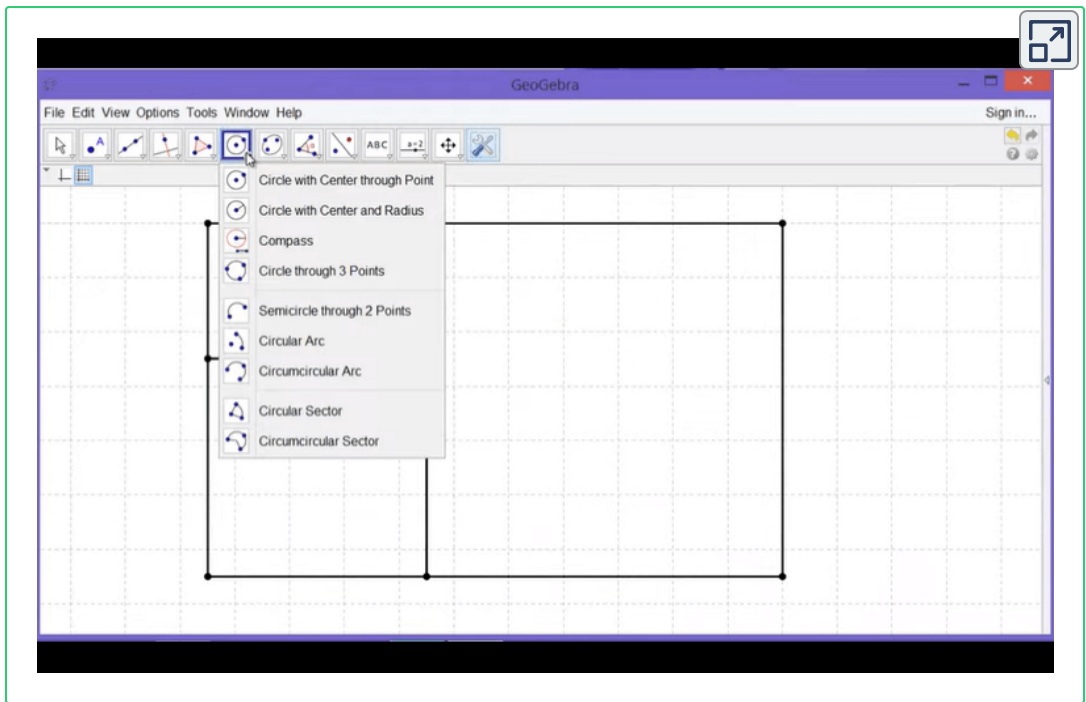 GeoGebra
File Edit View Options Tools Window Help Sign in...
A ABC a=2
Circle with Center through Point
Circle with Center and Radius
Compass
Circle through 3 Points
Semicircle through 2 Points
Circular Arc
Circumcircular Arc
Circular Sector
Circumcircular Sector